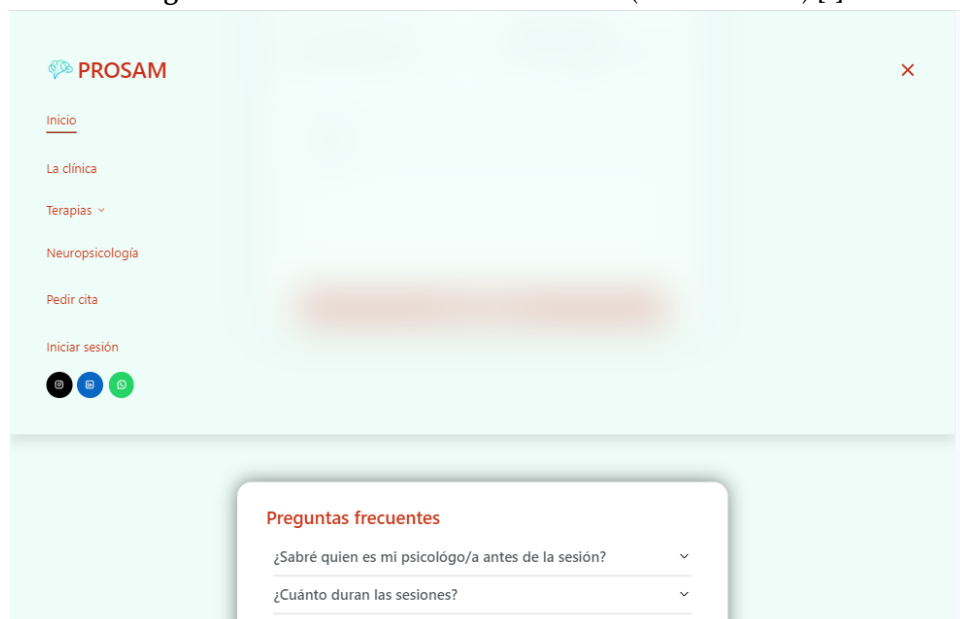 PROSAM
Inicio
La clínica
Terapias
Neuropsicología
Pedir cita
Iniciar sesión
Preguntas frecuentes
¿Sabré quien es mi psicológo/a antes de la sesión?
¿Cuánto duran las sesiones?